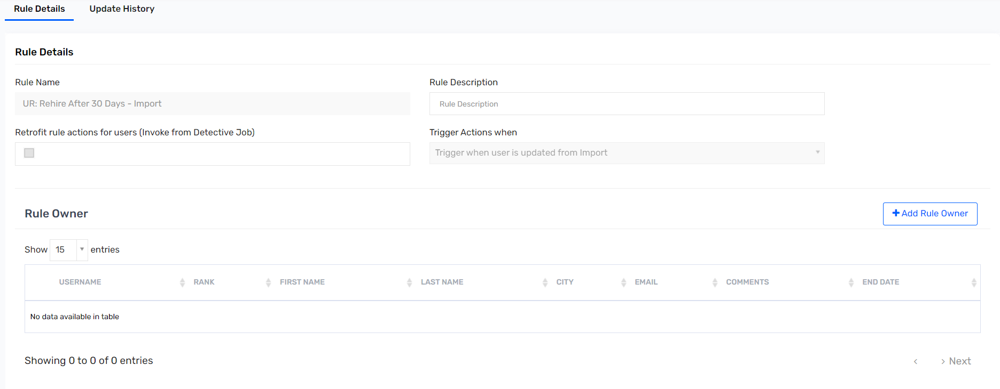 Rule Details Update History
Rule Details
Rule Name Rule Description
UR: Rehire After 30 Days - Import Rule Description
Retrofit rule actions for users (Invoke from Detective Job) Trigger Actions when
Trigger when user is updated from Import
Rule Owner Add Rule Owner
Show 15 entries
USERNAME RANK FIRST NAME LAST NAME CITY EMAIL COMMENTS END DATE
No data available in table
Showing 0 to 0 of 0 entries ‹ › Next